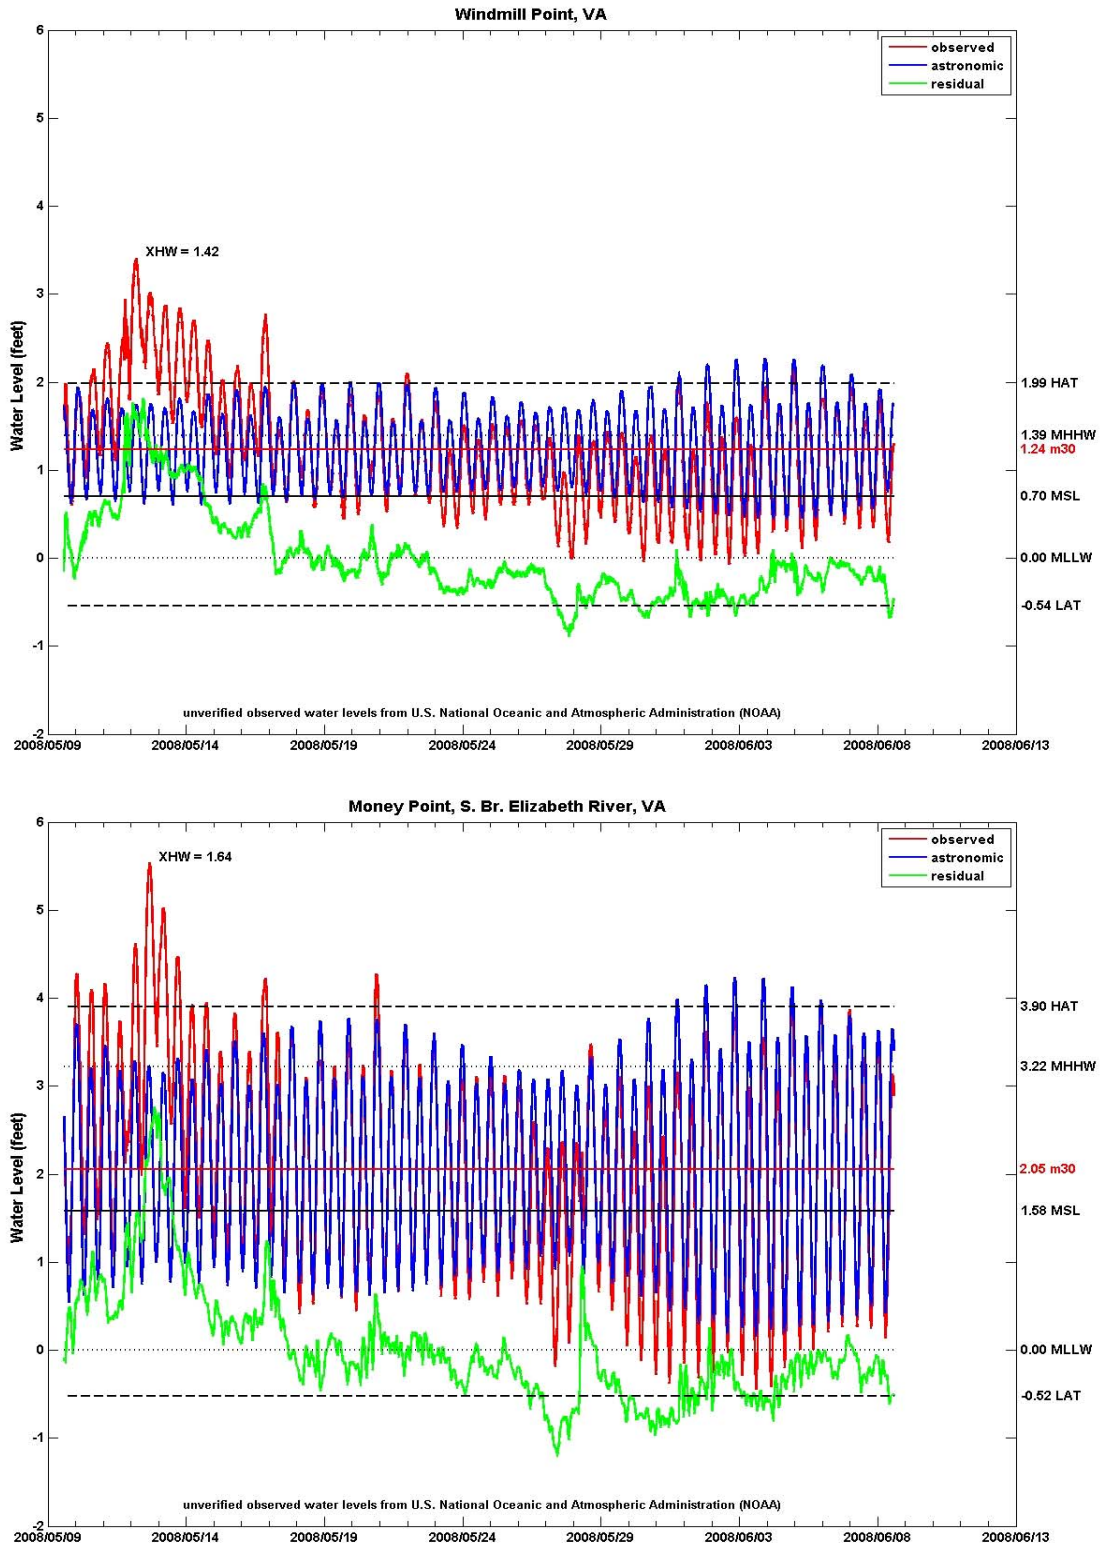 Windmill Point, VA
6
observed
astronomic
residual
5
4
XHW = 1.42
3
2
1.99 HAT
1.39 MHHW
1.24 m30
1
0.70 MSL
0
0.00 MLLW
-0.54 LAT
-1
unverified observed water levels from U.S. National Oceanic and Atmospheric Administration (NOAA)
-2
Water Level (feet)
2008/05/09 2008/05/14 2008/05/19 2008/05/24 2008/05/29 2008/06/03 2008/06/08 2008/06/13
Money Point, S. Br. Elizabeth River, VA
6
observed
astronomic
residual
XHW = 1.64
5
4
3.90 HAT
3.22 MHHW
3
2.05 m30
2
1.58 MSL
1
0
0.00 MLLW
-0.52 LAT
-1
unverified observed water levels from U.S. National Oceanic and Atmospheric Administration (NOAA)
-2
Water Level (feet)
2008/05/09 2008/05/14 2008/05/19 2008/05/24 2008/05/29 2008/06/03 2008/06/08 2008/06/13